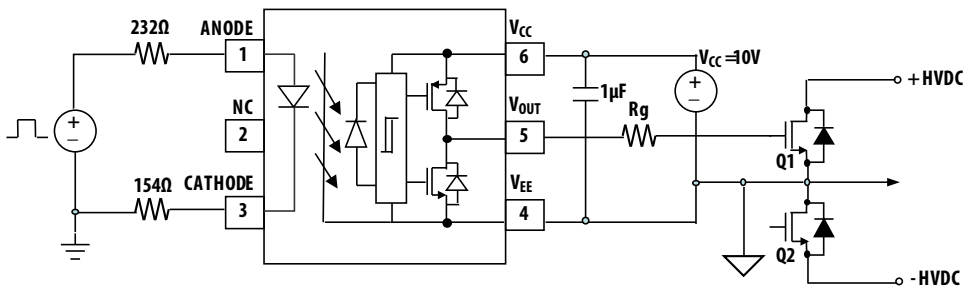 232Ω
ANODE
1
NC
2
154Ω
CATHODE
3
+
−
VCC
6
VOUT
5
VEE
4
1µF
Rg
+
−
VCC=10V
+HVDC
Q1
Q2
-HVDC